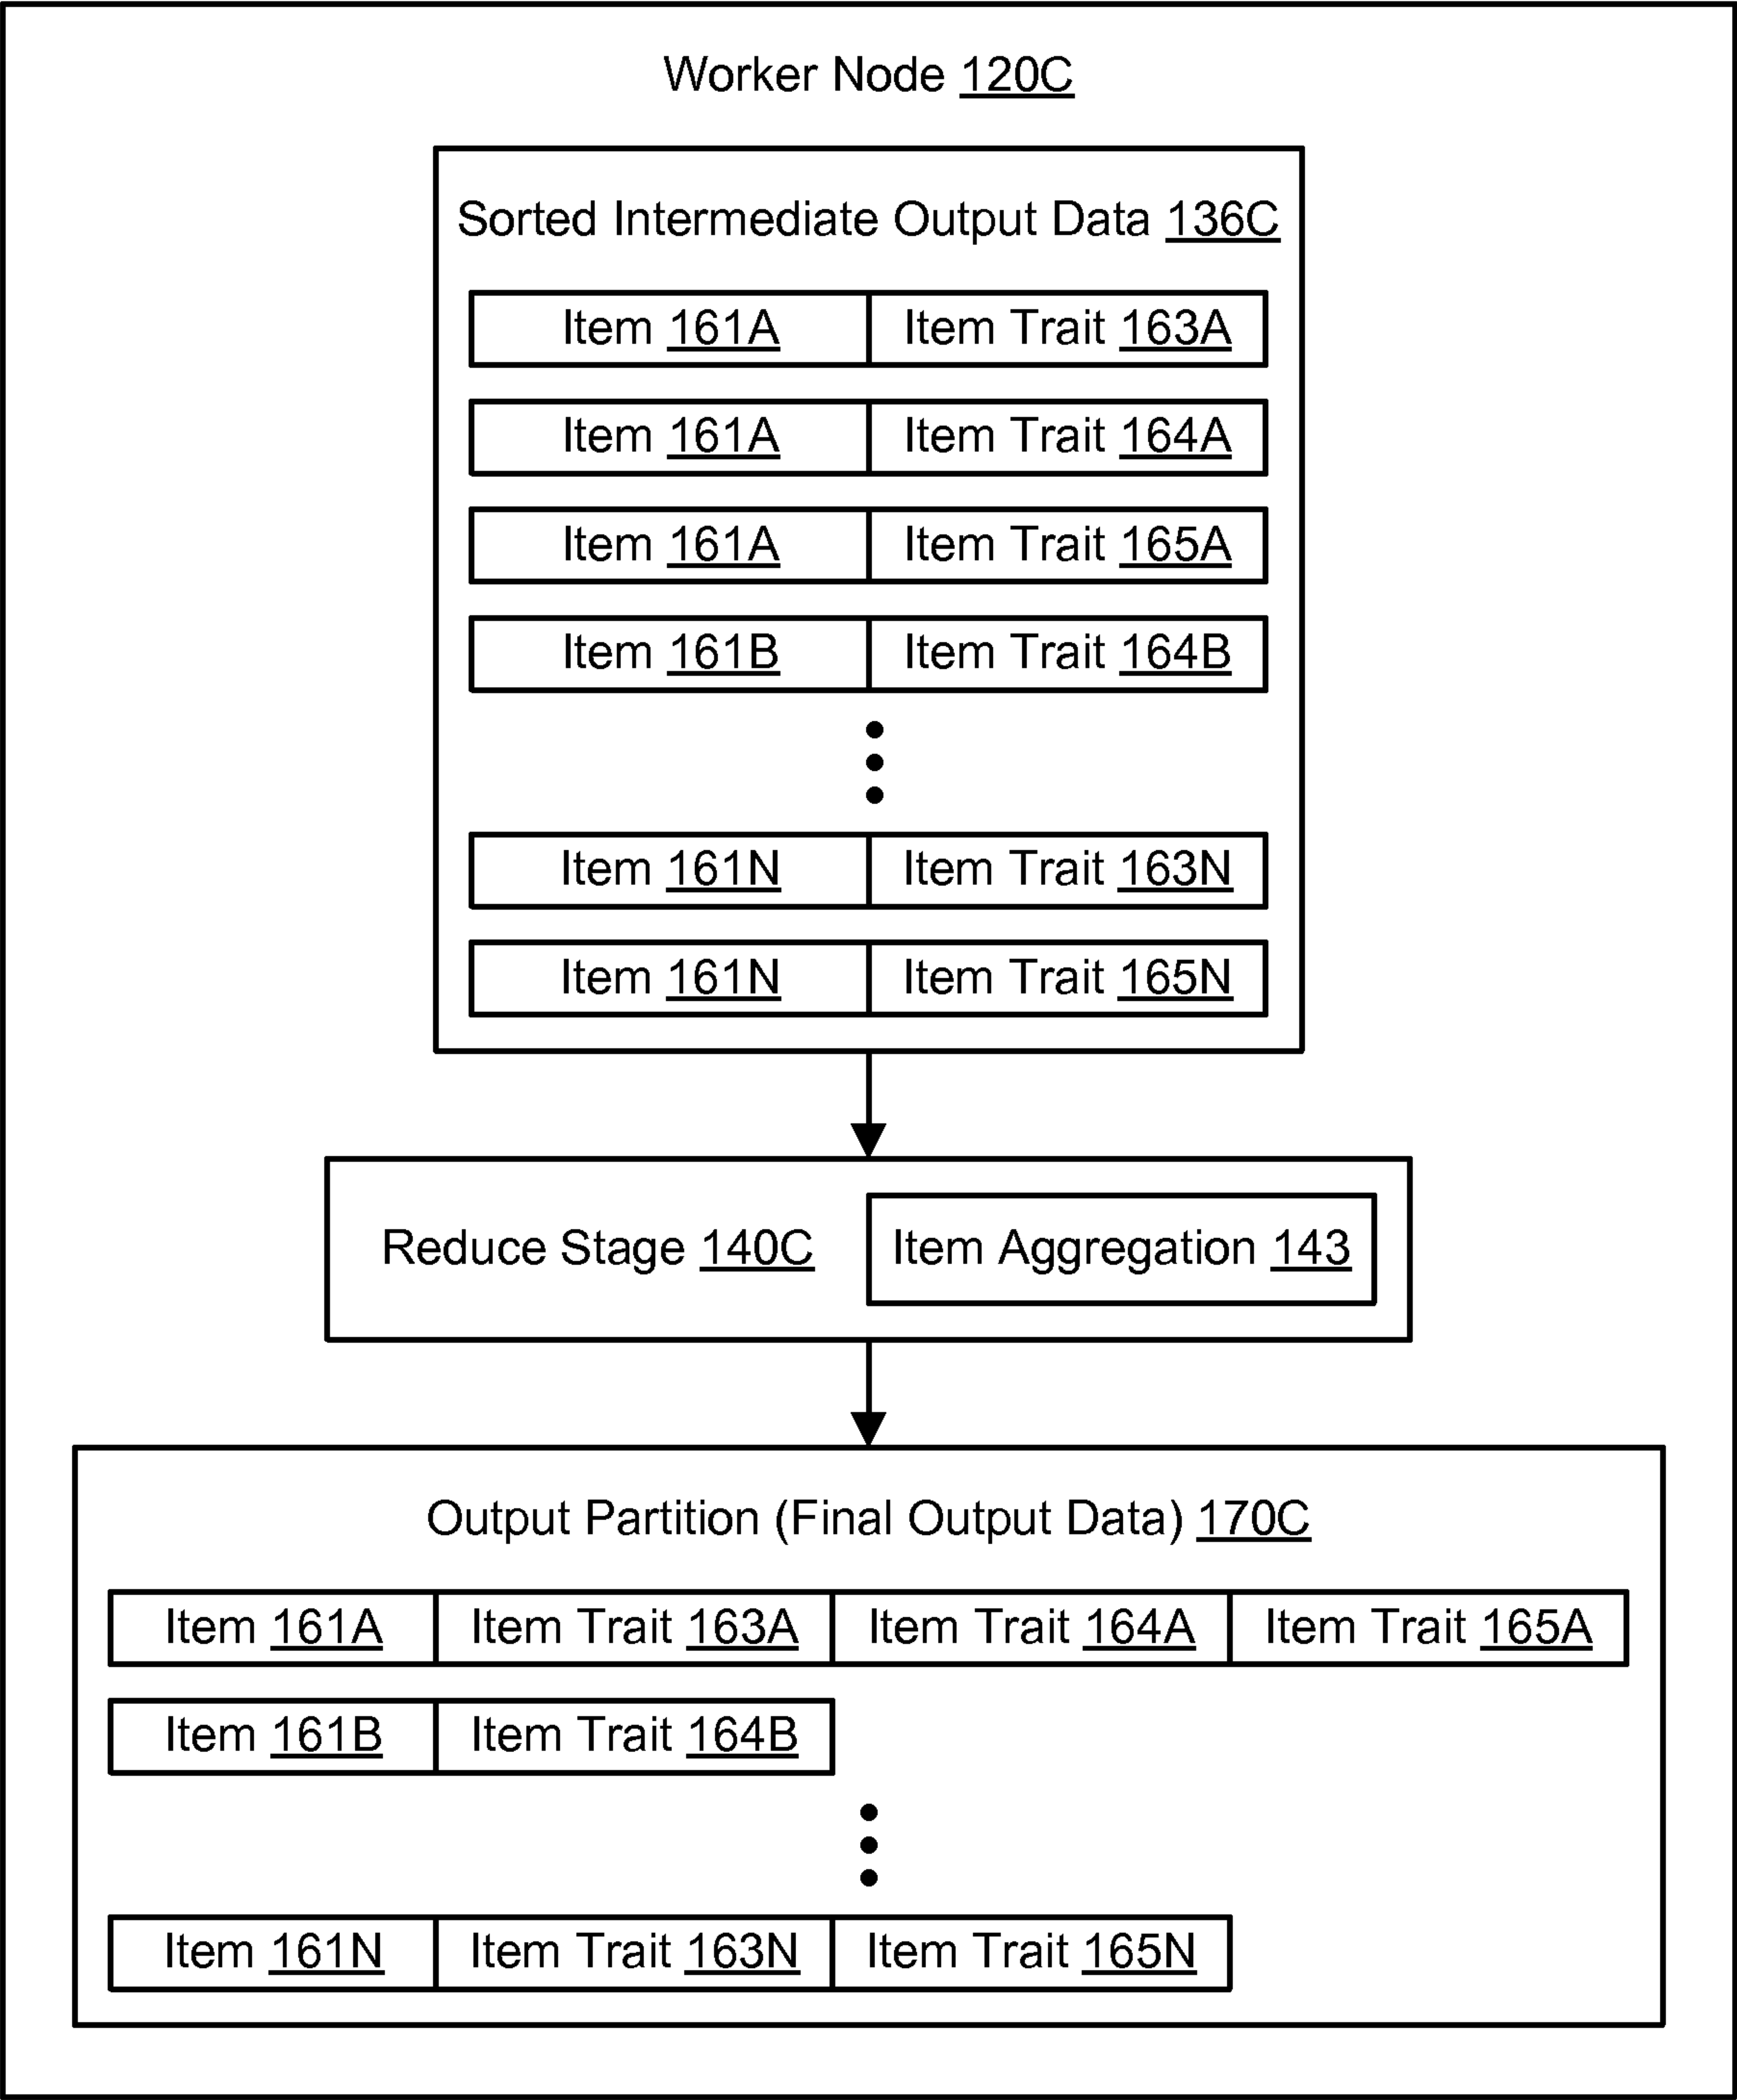 Worker Node 120C
Sorted Intermediate Output Data 136C
Item 161A Item Trait 163A
Item 161A Item Trait 164A
Item 161A Item Trait 165A
Item 161B Item Trait 164B
Item 161N Item Trait 163N
Item 161N Item Trait 165N
Reduce Stage 140C Item Aggregation 143
Output Partition (Final Output Data) 170C
Item 161A Item Trait 163A Item Trait 164A Item Trait 165A
Item 161B Item Trait 164B
Item 161N Item Trait 163N Item Trait 165N